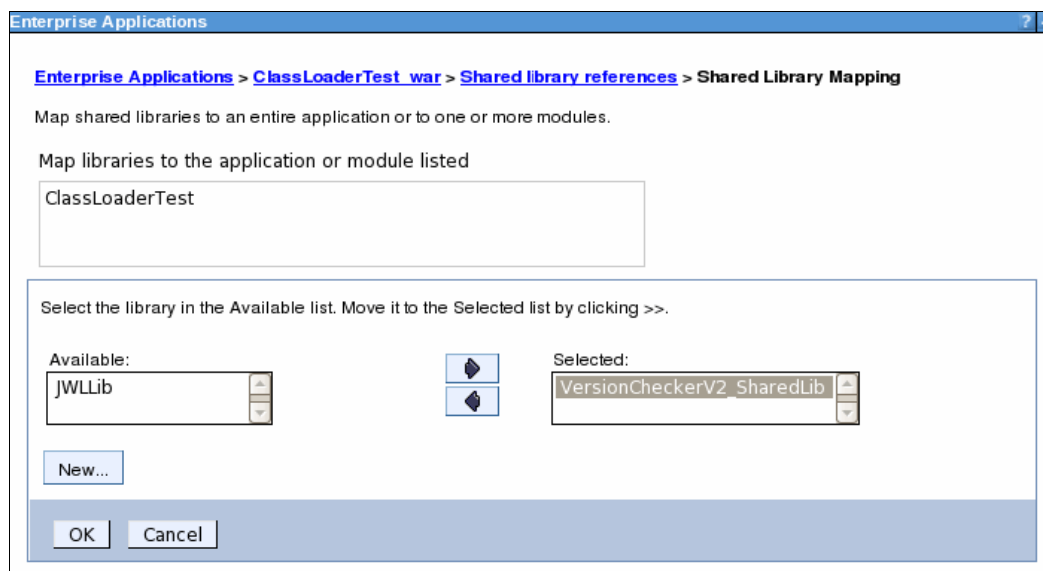 Enterprise Applications ?
Enterprise Applications > ClassLoaderTest_war > Shared library references > Shared Library Mapping
Map shared libraries to an entire application or to one or more modules.
Map libraries to the application or module listed
ClassLoaderTest
Select the library in the Available list. Move it to the Selected list by clicking >>.
Available: Selected:
JWLLib VersionCheckerV2_SharedLib
New...
OK Cancel